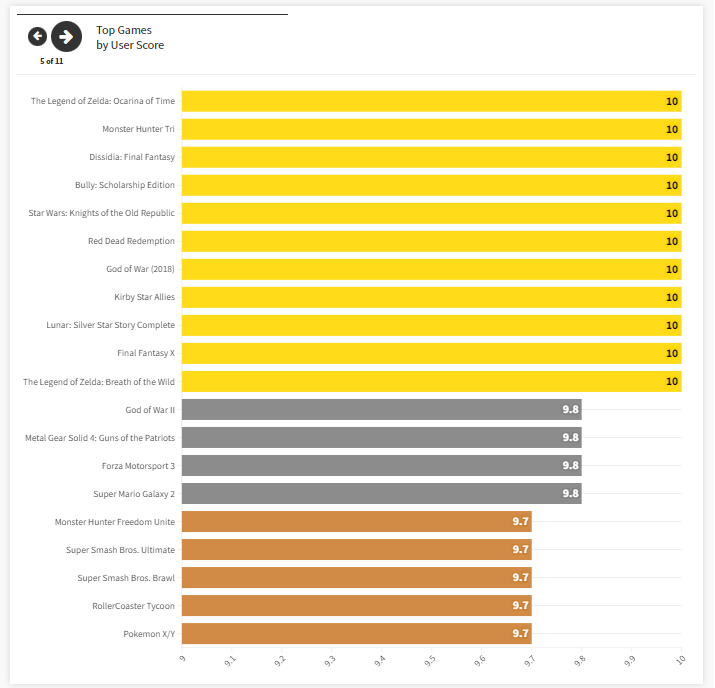 Top Games
by User Score
5 of 11
The Legend of Zelda: Ocarina of Time 10
Monster Hunter Tri 10
Dissidia: Final Fantasy 10
Bully: Scholarship Edition 10
Star Wars: Knights of the Old Republic 10
Red Dead Redemption 10
God of War (2018) 10
Kirby Star Allies 10
Lunar: Silver Star Story Complete 10
Final Fantasy X 10
The Legend of Zelda: Breath of the Wild 10
God of War II 9.8
Metal Gear Solid 4: Guns of the Patriots 9.8
Forza Motorsport 3 9.8
Super Mario Galaxy 2 9.8
Monster Hunter Freedom Unite 9.7
Super Smash Bros. Ultimate 9.7
Super Smash Bros. Brawl 9.7
RollerCoaster Tycoon 9.7
Pokemon X/Y 9.7
9 9.1 9.2 9.3 9.4 9.5 9.6 9.7 9.8 9.9 10